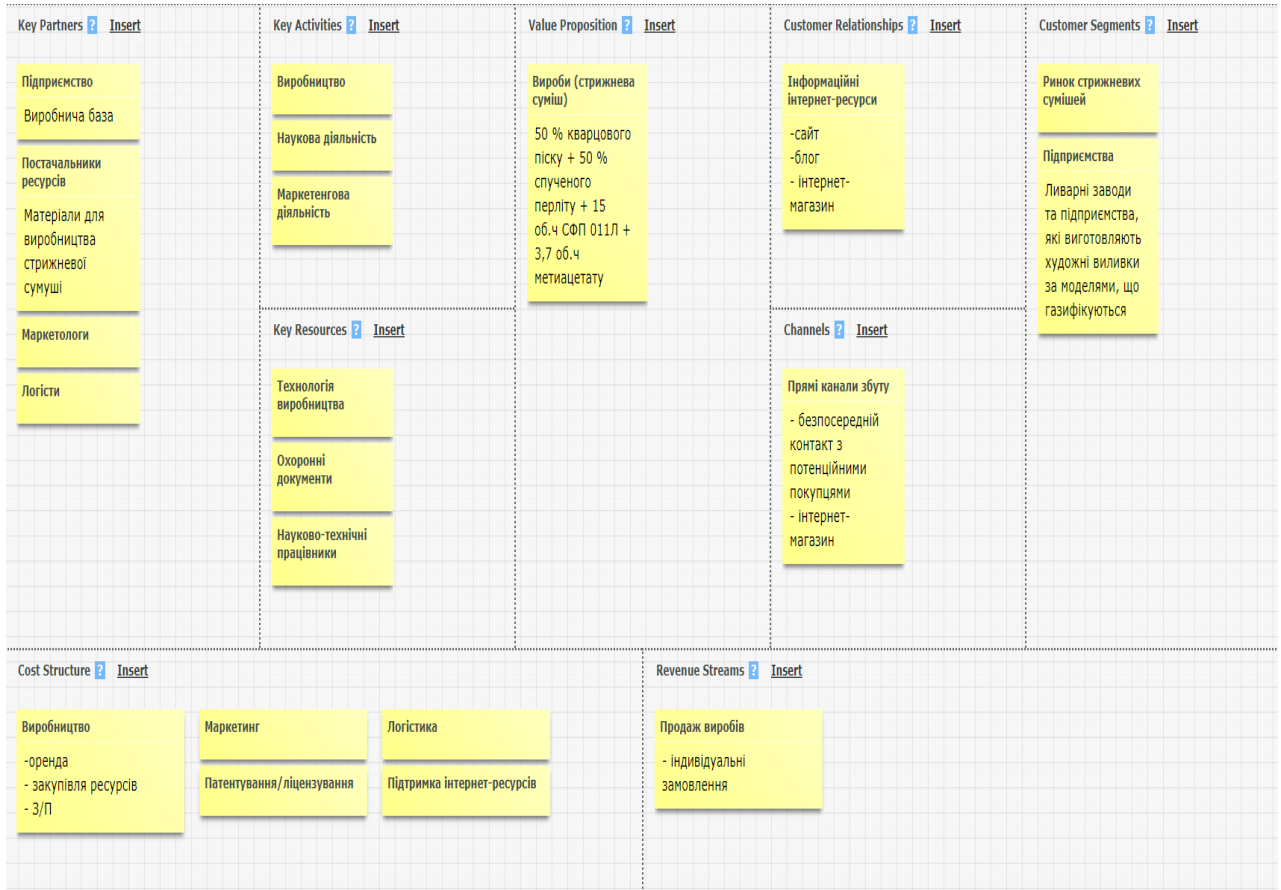 Key Partners ? Insert
Підприємство
Виробнича база
Постачальники
ресурсів
Матеріали для
виробництва
стрижневої
сумуші
Маркетологи
Логісти
Key Activities ? Insert
Виробництво
Наукова діяльність
Маркетенгова
діяльність
Key Resources ? Insert
Технологія
виробництва
Охоронні
документи
Науково-технічні
працівники
Value Proposition ? Insert
Вироби (стрижнева
суміш)
50 % кварцового
піску + 50 %
спученого
перліту + 15
об.ч СФП 011Л +
3,7 об.ч
метиацетату
Customer Relationships ? Insert
Інформаційні
інтернет-ресурси
-сайт
-блог
- інтернет-
магазин
Channels ? Insert
Прямі канали збуту
- безпосередній
контакт з
потенційними
покупцями
- інтернет-
магазин
Customer Segments ? Insert
Ринок стрижневих
сумішей
Підприємства
Ливарні заводи
та підприємства,
які виготовляють
художні виливки
за моделями, що
газифікуються
Cost Structure ? Insert
Виробництво
-оренда
- закупівля ресурсів
- З/П
Маркетинг
Патентування/ліцензування
Логістика
Підтримка інтернет-ресурсів
Revenue Streams ? Insert
Продаж виробів
- індивідуальні
замовлення